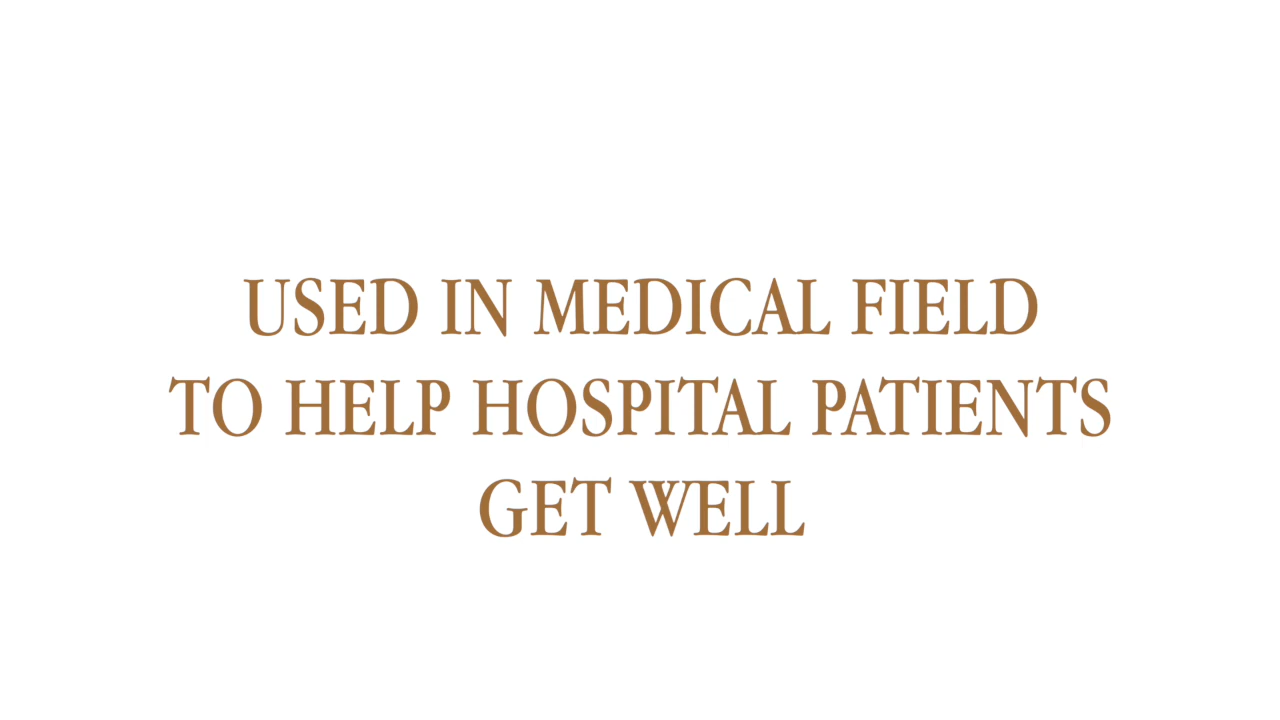 USED IN MEDICAL FIELD
TO HELP HOSPITAL PATIENTS
GET WELL